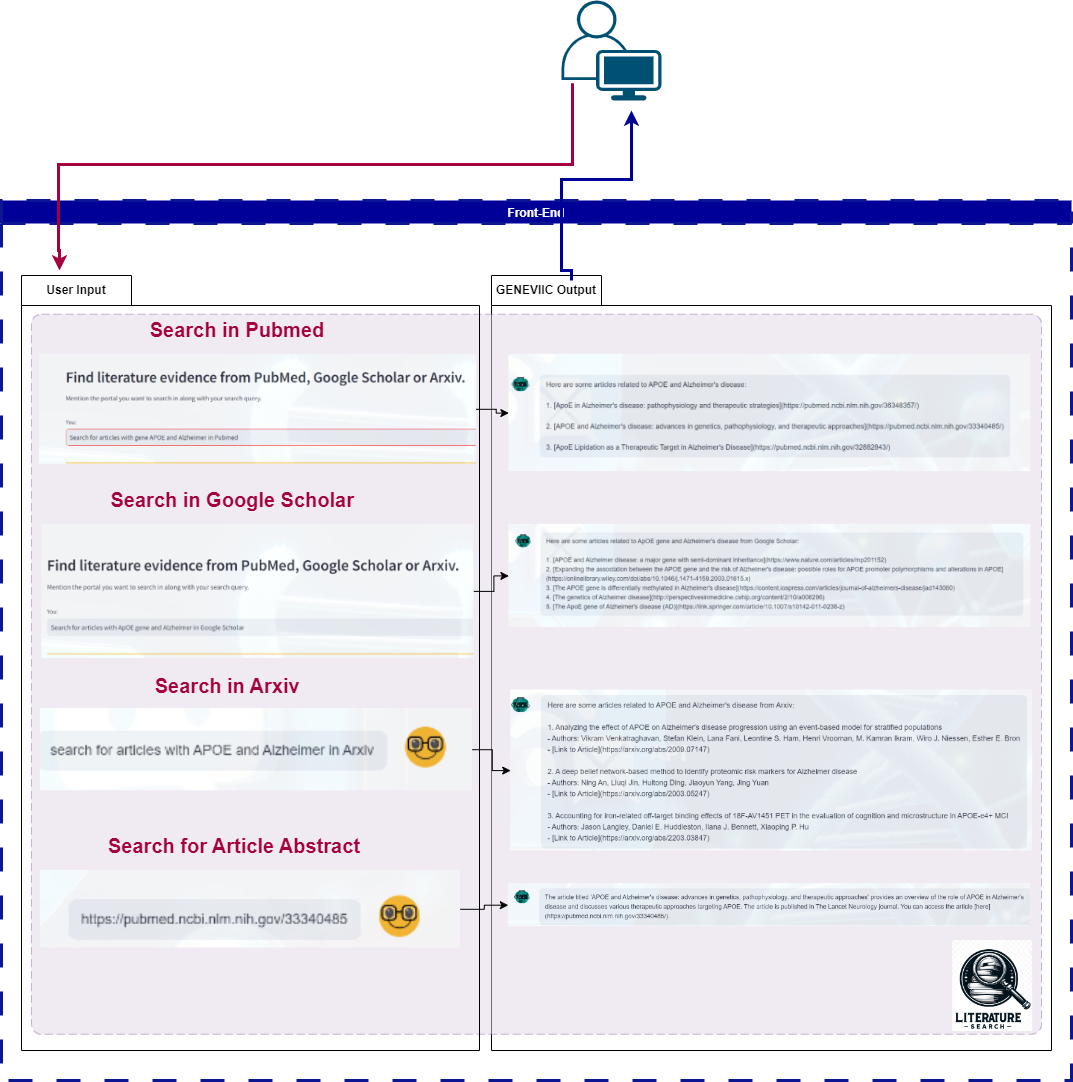 Front-End
User Input
GENEVIIC Output
Search in Pubmed
Find literature evidence from PubMed, Google Scholar or Arxiv.
Mention the portal you want to search in along with your search query.
You:
Search for articles with gene APOE and Alzheimer in Pubmed
Here are some articles related to APOE and Alzheimer's disease:
1. [ApoE in Alzheimer's disease: pathophysiology and therapeutic strategies](https://pubmed.ncbi.nlm.nih.gov/36348357/)
2. [APOE and Alzheimer's disease: advances in genetics, pathophysiology, and therapeutic approaches](https://pubmed.ncbi.nlm.nih.gov/33340485/)
3. [ApoE Lipidation as a Therapeutic Target in Alzheimer's Disease](https://pubmed.ncbi.nlm.nih.gov/32882843/)
Search in Google Scholar
Find literature evidence from PubMed, Google Scholar or Arxiv.
Mention the portal you want to search in along with your search query.
You:
Search for articles with ApOE gene and Alzheimer in Google Scholar
Here are some articles related to ApOE gene and Alzheimer's disease from Google Scholar:
1. [APOE and Alzheimer disease: a major gene with semi-dominant inheritance](https://www.nature.com/articles/mp201152)
2. [Expanding the association between the APOE gene and the risk of Alzheimer's disease: possible roles for APOE promoter polymorphisms and alterations in APOE]
(https://onlinelibrary.wiley.com/doi/abs/10.1046/j.1471-4159.2003.01615.x)
3. [The APOE gene is differentially methylated in Alzheimer's disease](https://content.iospress.com/articles/journal-of-alzheimers-disease/jad143060)
4. [The genetics of Alzheimer disease](http://perspectivesinmedicine.cshlp.org/content/2/10/a006296)
5. [The ApoE gene of Alzheimer's disease (AD)](https://link.springer.com/article/10.1007/s10142-011-0238-z)
Search in Arxiv
search for articles with APOE and Alzheimer in Arxiv
Here are some articles related to APOE and Alzheimer's disease from Arxiv:
1. Analyzing the effect of APOE on Alzheimer's disease progression using an event-based model for stratified populations
- Authors: Vikram Venkatraghavan, Stefan Klein, Lana Fani, Leontine S. Ham, Henri Vrooman, M. Kamran Ikram, Wiro J. Niessen, Esther E. Bron
- [Link to Article](https://arxiv.org/abs/2009.07147)
2. A deep belief network-based method to identify proteomic risk markers for Alzheimer disease
- Authors: Ning An, Liuqi Jin, Huitong Ding, Jiaoyun Yang, Jing Yuan
- [Link to Article](https://arxiv.org/abs/2003.05247)
3. Accounting for iron-related off-target binding effects of 18F-AV1451 PET in the evaluation of cognition and microstructure in APOE-e4+ MCI
- Authors: Jason Langley, Daniel E. Huddleston, Ilana J. Bennett, Xiaoping P. Hu
- [Link to Article](https://arxiv.org/abs/2203.03847)
Search for Article Abstract
https://pubmed.ncbi.nlm.nih.gov/33340485
The article titled 'APOE and Alzheimer's disease: advances in genetics, pathophysiology, and therapeutic approaches' provides an overview of the role of APOE in Alzheimer's
disease and discusses various therapeutic approaches targeting APOE. The article is published in The Lancet Neurology journal. You can access the article [here]
(https://pubmed.ncbi.nlm.nih.gov/33340485/).
LITERATURE
-SEARCH-